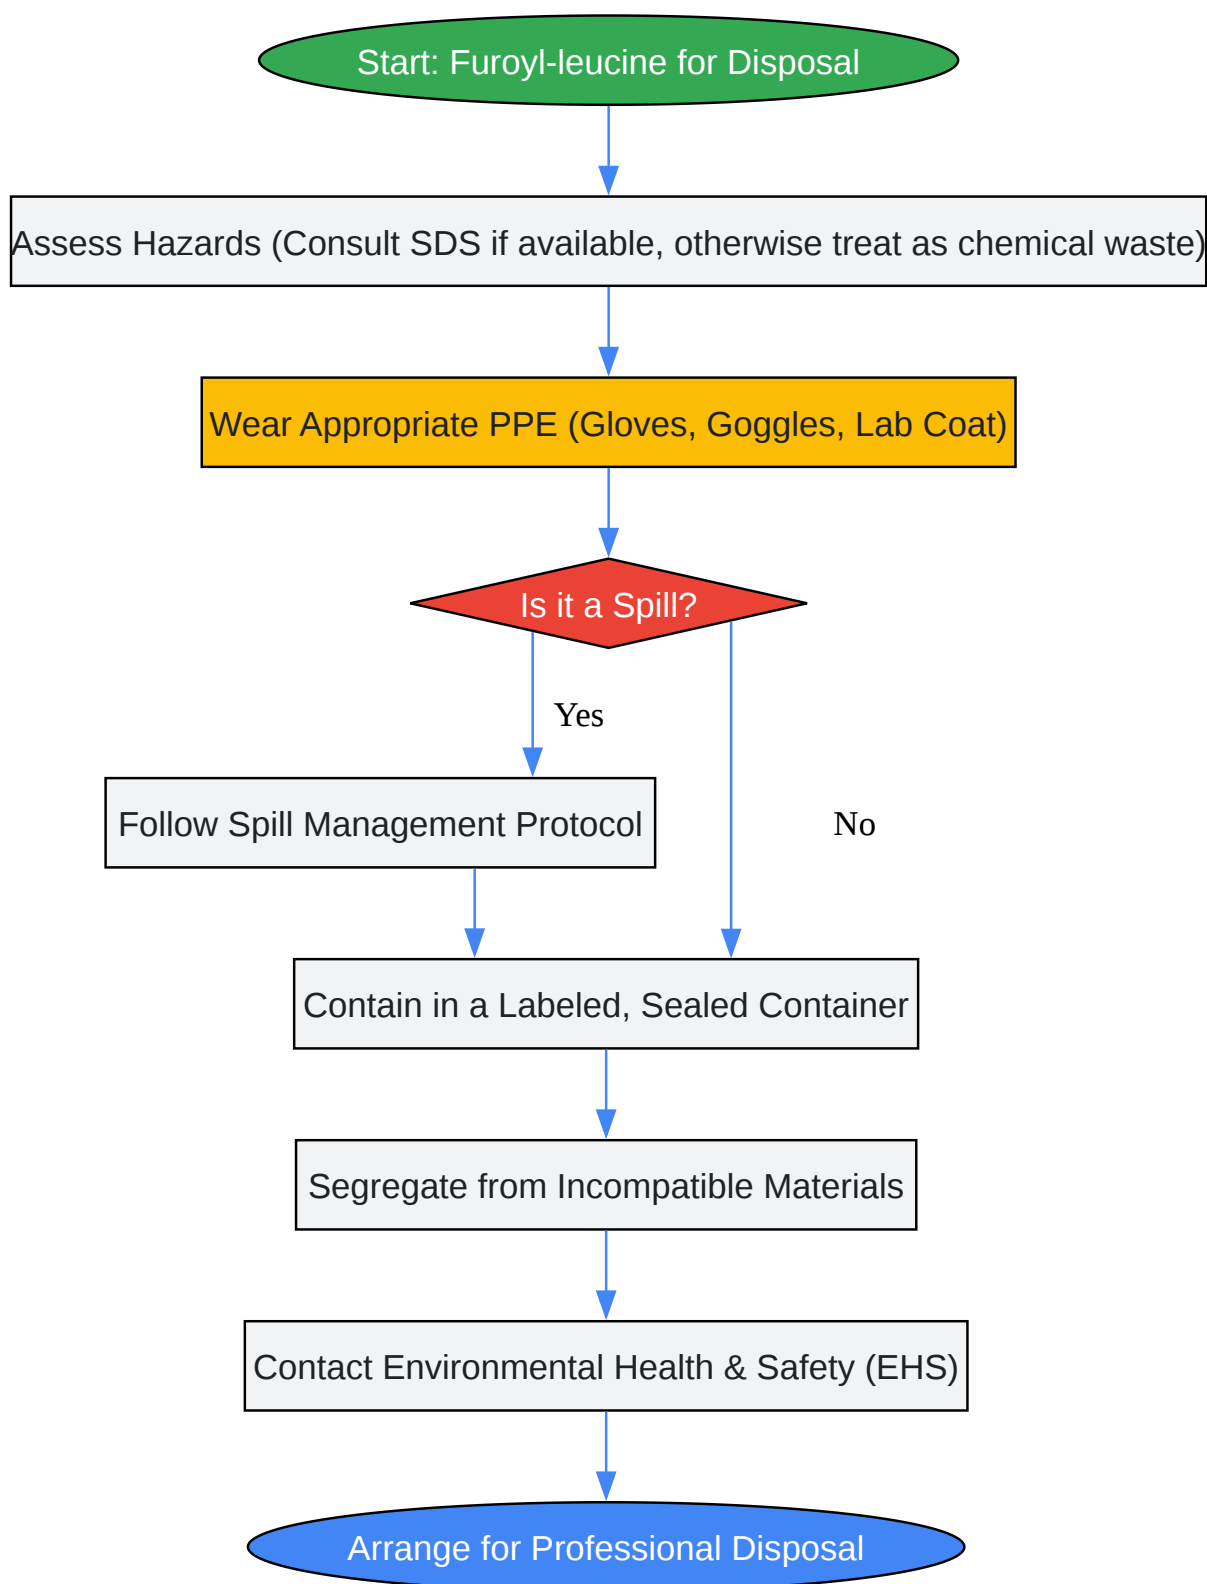 Start: Furoyl-leucine for Disposal
Assess Hazards (Consult SDS if available, otherwise treat as chemical waste)
Wear Appropriate PPE (Gloves, Goggles, Lab Coat)
Is it a Spill?
Yes
Follow Spill Management Protocol
No
Contain in a Labeled, Sealed Container
Segregate from Incompatible Materials
Contact Environmental Health & Safety (EHS)
Arrange for Professional Disposal